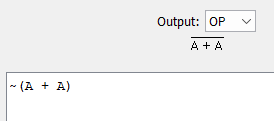 Output: OP
A + A
~(A + A)